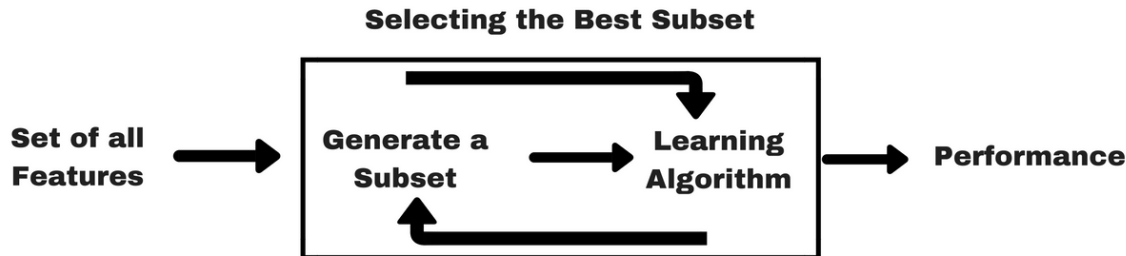 Selecting the Best Subset
Set of all
Features
Generate a
Subset
Learning
Algorithm
Performance